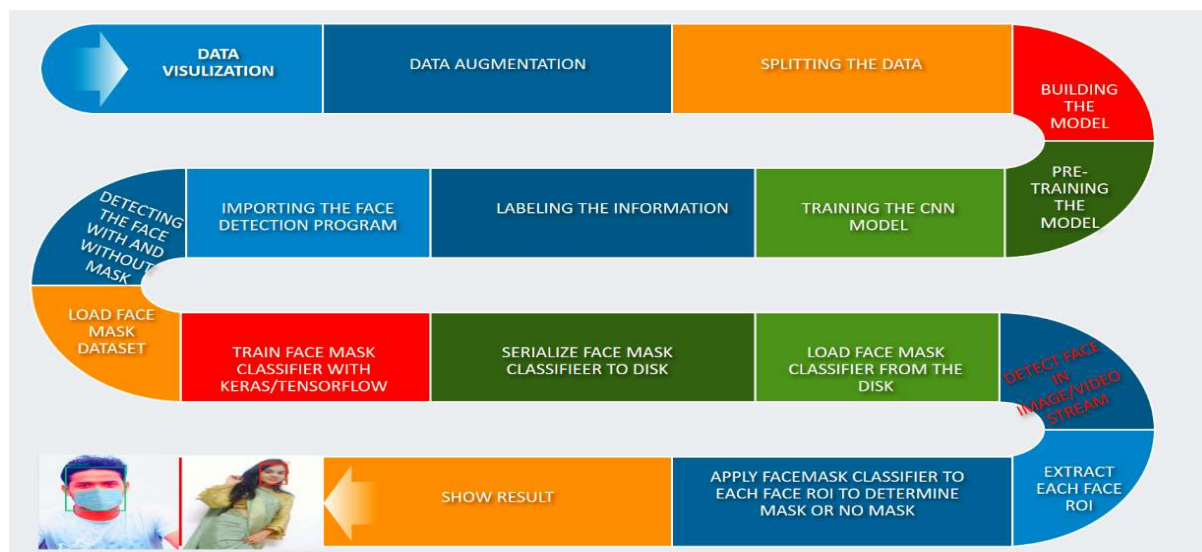 DATA
VISULIZATION
DATA AUGMENTATION
SPLITTING THE DATA
BUILDING
THE
MODEL
PRE-
TRAINING
THE
MODEL
TRAINING THE CNN
MODEL
LABELING THE INFORMATION
IMPORTING THE FACE
DETECTION PROGRAM
DETECTING
THE FACE
WITH AND
WITHOUT
MASK
LOAD FACE
MASK
DATASET
TRAIN FACE MASK
CLASSIFIER WITH
KERAS/TENSORFLOW
SERIALIZE FACE MASK
CLASSIFIEER TO DISK
LOAD FACE MASK
CLASSIFIER FROM THE
DISK
DETECT FACE
IN
IMAGE/VIDEO
STREAM
EXTRACT
EACH FACE
ROI
APPLY FACEMASK CLASSIFIER TO
EACH FACE ROI TO DETERMINE
MASK OR NO MASK
SHOW RESULT